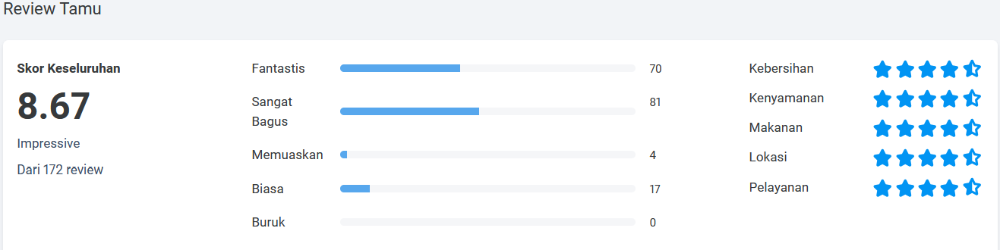 Review Tamu
Skor Keseluruhan
8.67
Impressive
Dari 172 review
Fantastis 70
Sangat Bagus 81
Memuaskan 4
Biasa 17
Buruk 0
Kebersihan
Kenyamanan
Makanan
Lokasi
Pelayanan